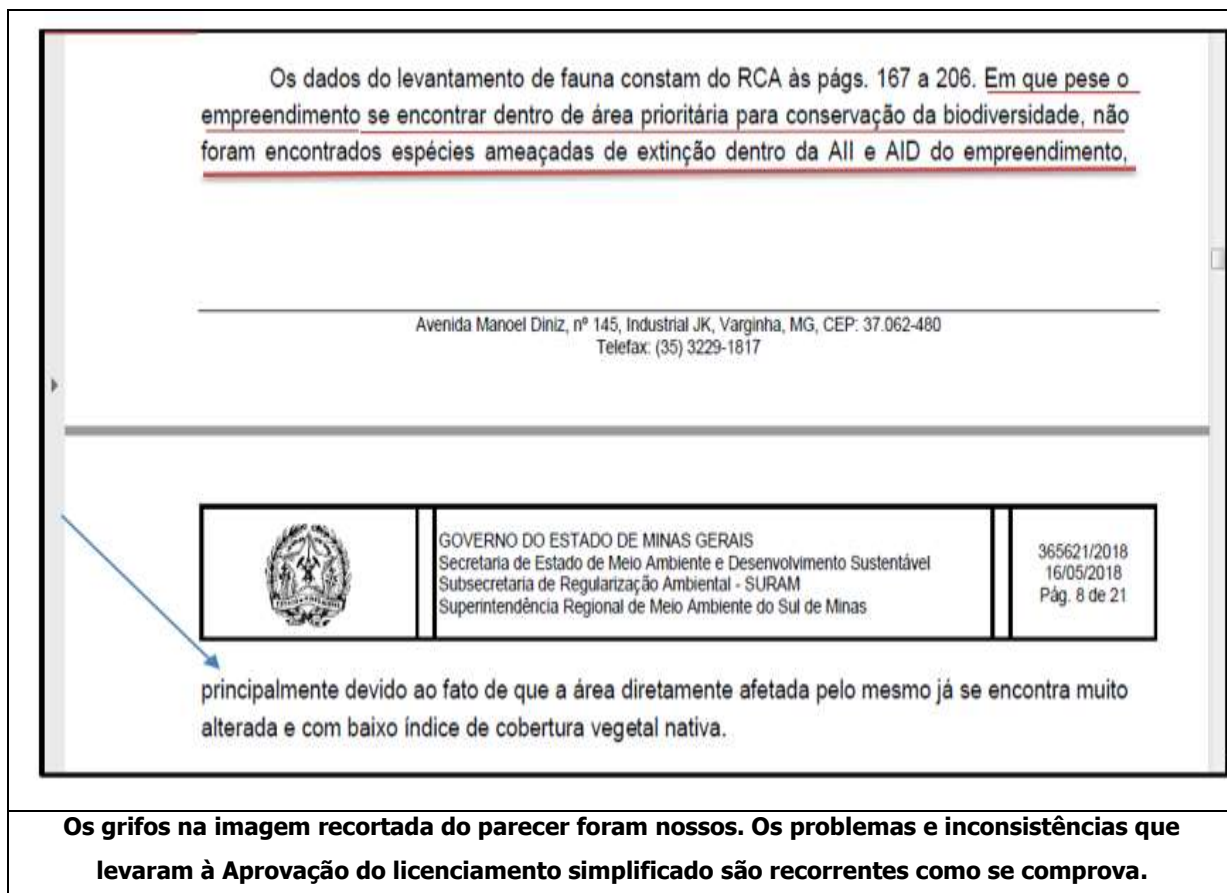 Os dados do levantamento de fauna constam do RCA às págs. 167 a 206. Em que pese o
empreendimento se encontrar dentro de área prioritária para conservação da biodiversidade, não
foram encontrados espécies ameaçadas de extinção dentro da AII e AID do empreendimento,
Avenida Manoel Diniz, nº 145, Industrial JK, Varginha, MG, CEP: 37.062-480
Telefax: (35) 3229-1817
GOVERNO DO ESTADO DE MINAS GERAIS
Secretaria de Estado de Meio Ambiente e Desenvolvimento Sustentável
Subsecretaria de Regularização Ambiental - SURAM
Superintendência Regional de Meio Ambiente do Sul de Minas
365621/2018
16/05/2018
Pág. 8 de 21
principalmente devido ao fato de que a área diretamente afetada pelo mesmo já se encontra muito
alterada e com baixo índice de cobertura vegetal nativa.
Os grifos na imagem recortada do parecer foram nossos. Os problemas e inconsistências que
levaram à Aprovação do licenciamento simplificado são recorrentes como se comprova.